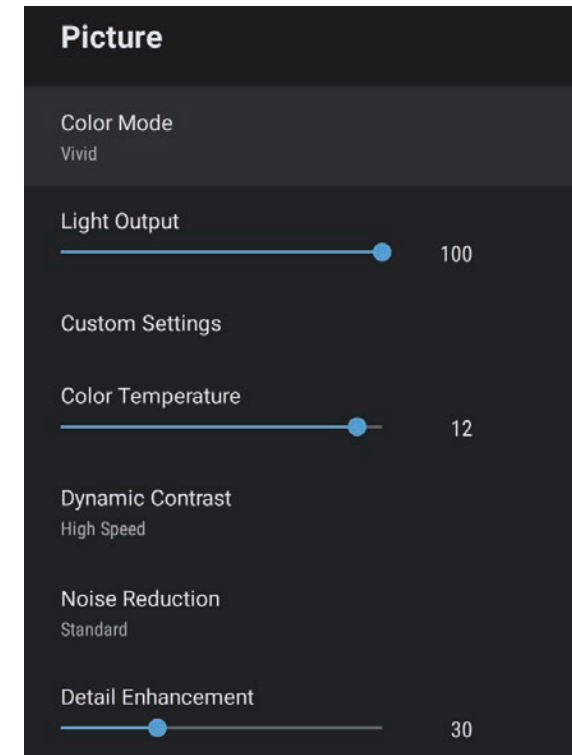 Picture
Color Mode
Vivid
Light Output
100
Custom Settings
Color Temperature
12
Dynamic Contrast
High Speed
Noise Reduction
Standard
Detail Enhancement
30